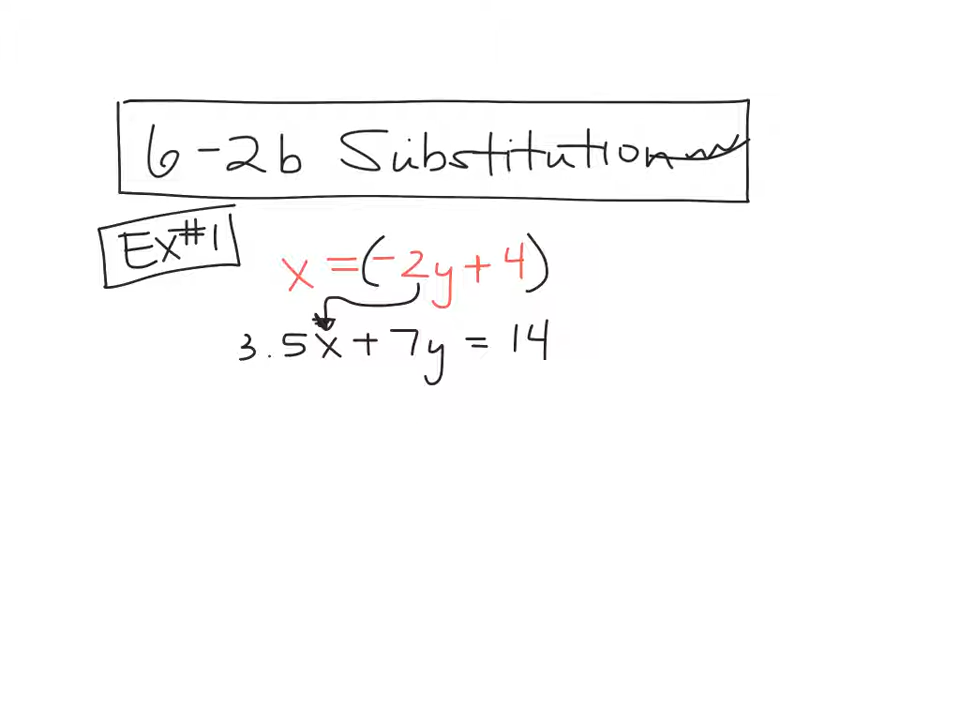 6-2b Substitution
Ex#1
x = (-2y + 4)
3.5x + 7y = 14